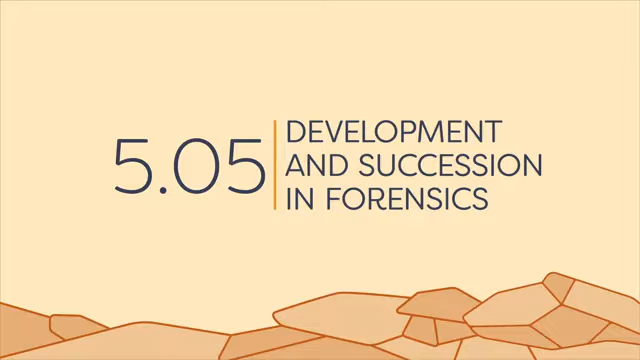 5.05
DEVELOPMENT
AND SUCCESSION
IN FORENSICS